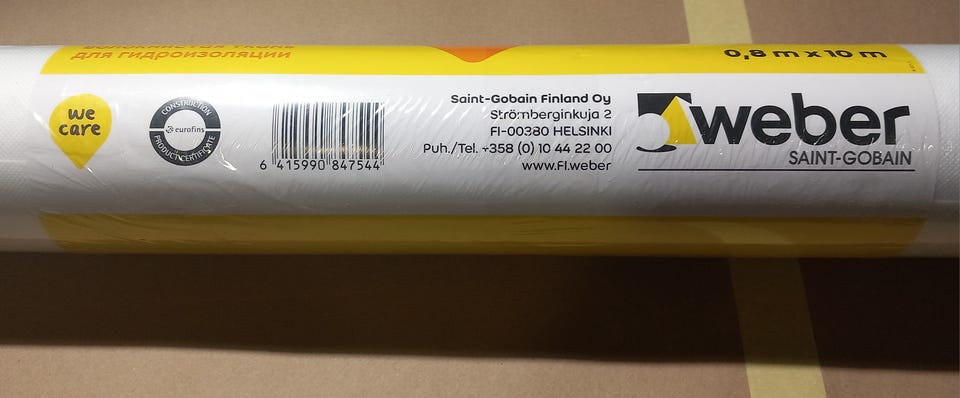 для гидроизоляции
0,8 m x 10 m
we
care
CONSTRUCTION
eurofins
PRODUCT CERTIFICATE
6 415990 847544
Saint-Gobain Finland Oy
Strömberginkuja 2
FI-00380 HELSINKI
Puh./Tel. +358 (0) 10 44 22 00
www.FI.weber
weber
SAINT-GOBAIN